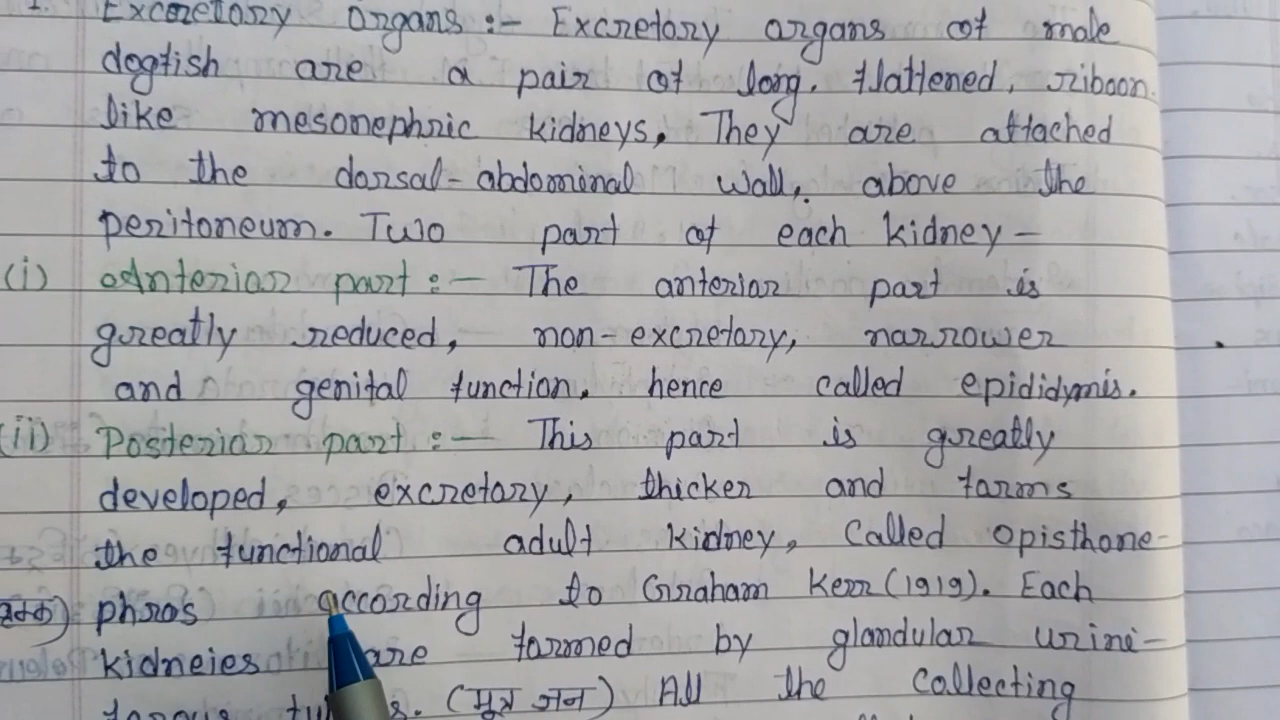 1. Excretory organs :- Excretory organs of male
dogfish are a pair of long, flattened, riboon
like mesonephric kidneys, They are attached
to the dorsal-abdominal wall, above the
peritoneum. Two part of each kidney -
(i) Anterior part :- The anterior part is
greatly reduced, non-excretory, narrower
and genital function, hence called epididymis.
(ii) Posterior part :- This part is greatly
developed, excretory, thicker and forms
the functional adult kidney, Called opisthone-
phros according to Graham Kerr (1919). Each
kidneies are formed by glandular urini-
(मूत्र जन) All the Collecting